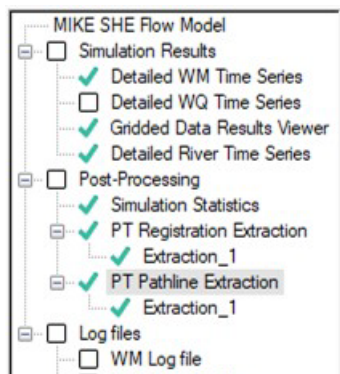 MIKE SHE Flow Model
Simulation Results
Detailed WM Time Series
Detailed WQ Time Series
Gridded Data Results Viewer
Detailed River Time Series
Post-Processing
Simulation Statistics
PT Registration Extraction
Extraction_1
PT Pathline Extraction
Extraction_1
Log files
WM Log file